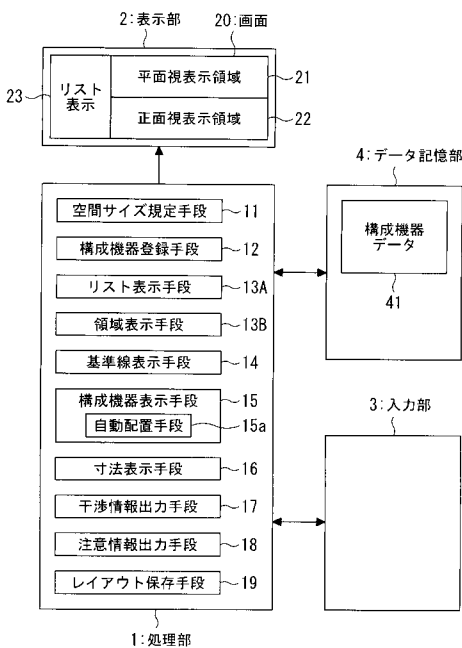 2：表示部
20：画面
23
リスト
表示
平面視表示領域
21
正面視表示領域
22
4：データ記憶部
構成機器
データ
41
空間サイズ規定手段
11
構成機器登録手段
12
リスト表示手段
13A
領域表示手段
13B
基準線表示手段
14
構成機器表示手段
15
自動配置手段
15a
寸法表示手段
16
干渉情報出力手段
17
注意情報出力手段
18
レイアウト保存手段
19
3：入力部
1：処理部